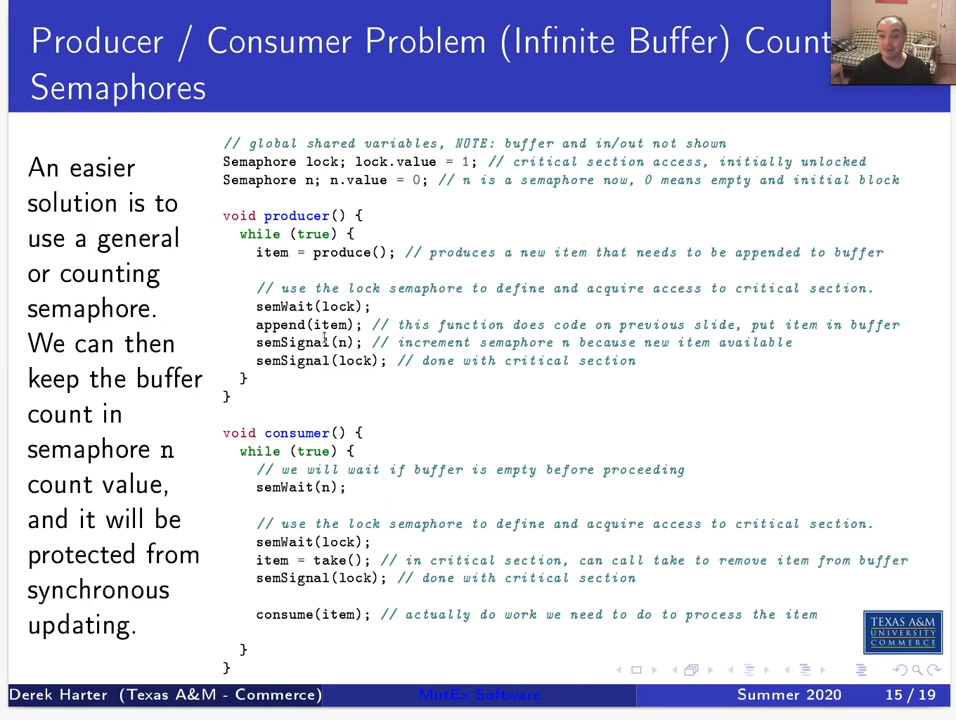 Producer / Consumer Problem (Infinite Buffer) Count
Semaphores
An easier
solution is to
use a general
or counting
semaphore.
We can then
keep the buffer
count in
semaphore n
count value,
and it will be
protected from
synchronous
updating.
// global shared variables, NOTE: buffer and in/out not shown
Semaphore lock; lock.value = 1; // critical section access, initially unlocked
Semaphore n; n.value = 0; // n is a semaphore now, 0 means empty and initial block
void producer() {
while (true) {
item = produce(); // produces a new item that needs to be appended to buffer
// use the lock semaphore to define and acquire access to critical section.
semWait(lock);
append(item); // this function does code on previous slide, put item in buffer
semSignal(n); // increment semaphore n because new item available
semSignal(lock); // done with critical section
}
}
void consumer() {
while (true) {
// we will wait if buffer is empty before proceeding
semWait(n);
// use the lock semaphore to define and acquire access to critical section.
semWait(lock);
item = take(); // in critical section, can call take to remove item from buffer
semSignal(lock); // done with critical section
consume(item); // actually do work we need to do to process the item
}
}
TEXAS A&M
UNIVERSITY
COMMERCE
Derek Harter (Texas A&M - Commerce)
MutEx Software
Summer 2020
15 / 19